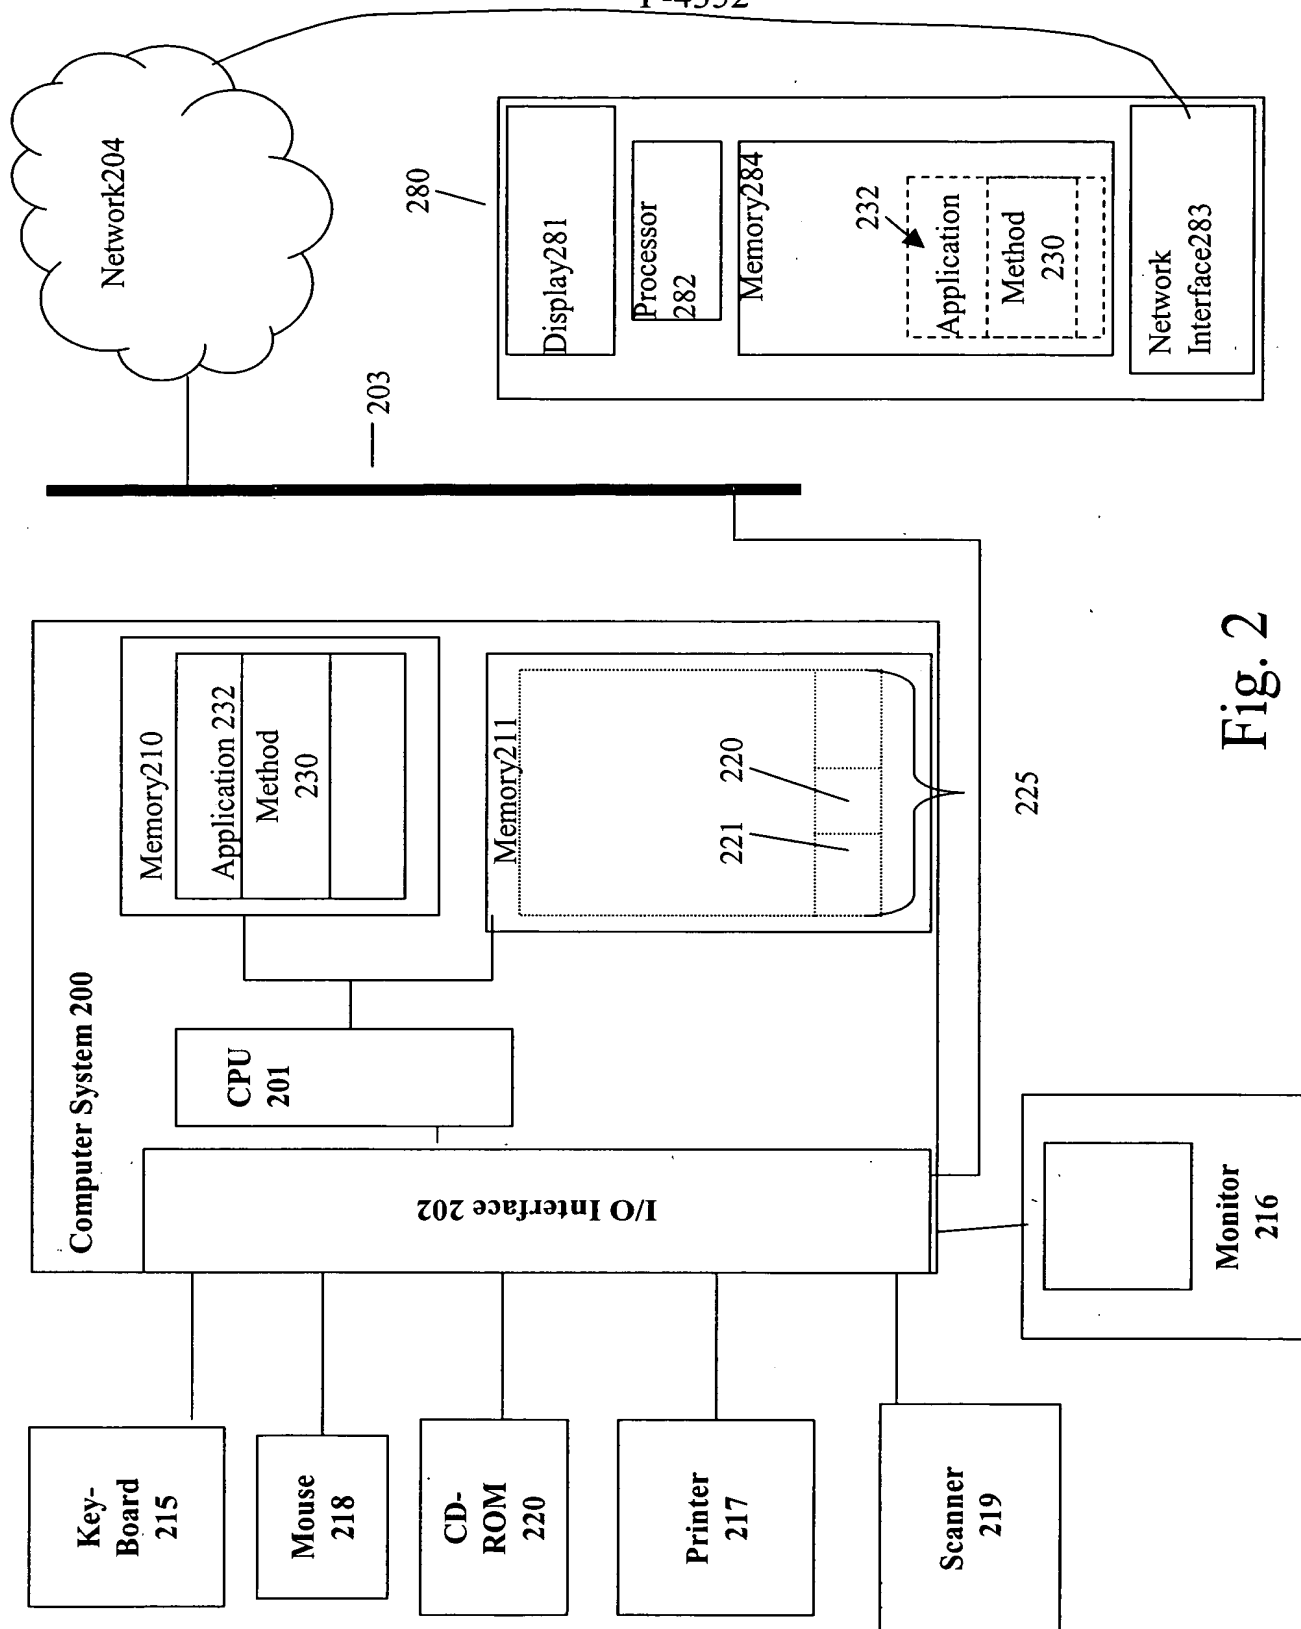 P-4332
Network204
280
Display281
Processor
282
Memory284
232
Application
Method
230
Network
Interface283
203
Computer System 200
Memory210
Application 232
Method
230
Memory211
220
221
225
CPU
201
I/O Interface 202
Key-
Board
215
Mouse
218
CD-
ROM
220
Printer
217
Scanner
219
Monitor
216
Fig. 2